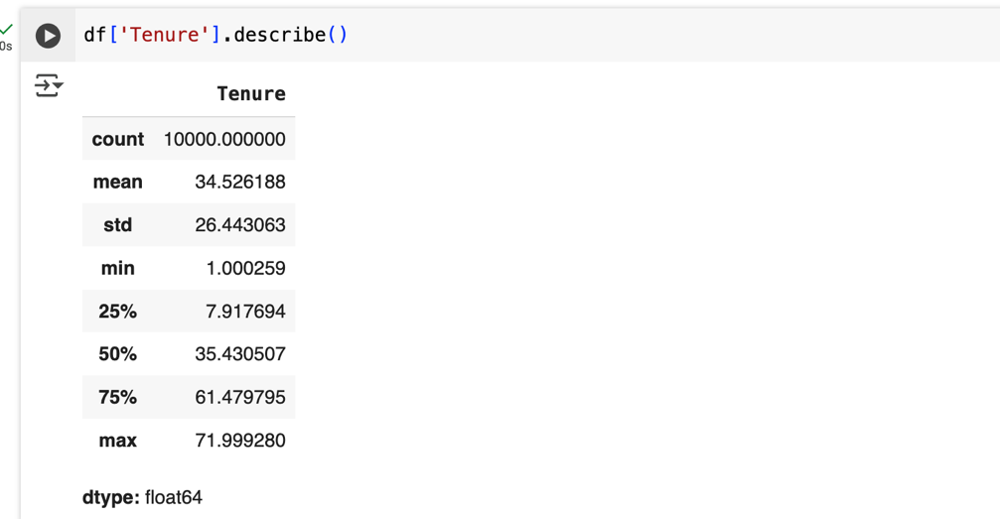 df['Tenure'].describe()
0s
Tenure
count 10000.000000
mean 34.526188
std 26.443063
min 1.000259
25% 7.917694
50% 35.430507
75% 61.479795
max 71.999280
dtype: float64